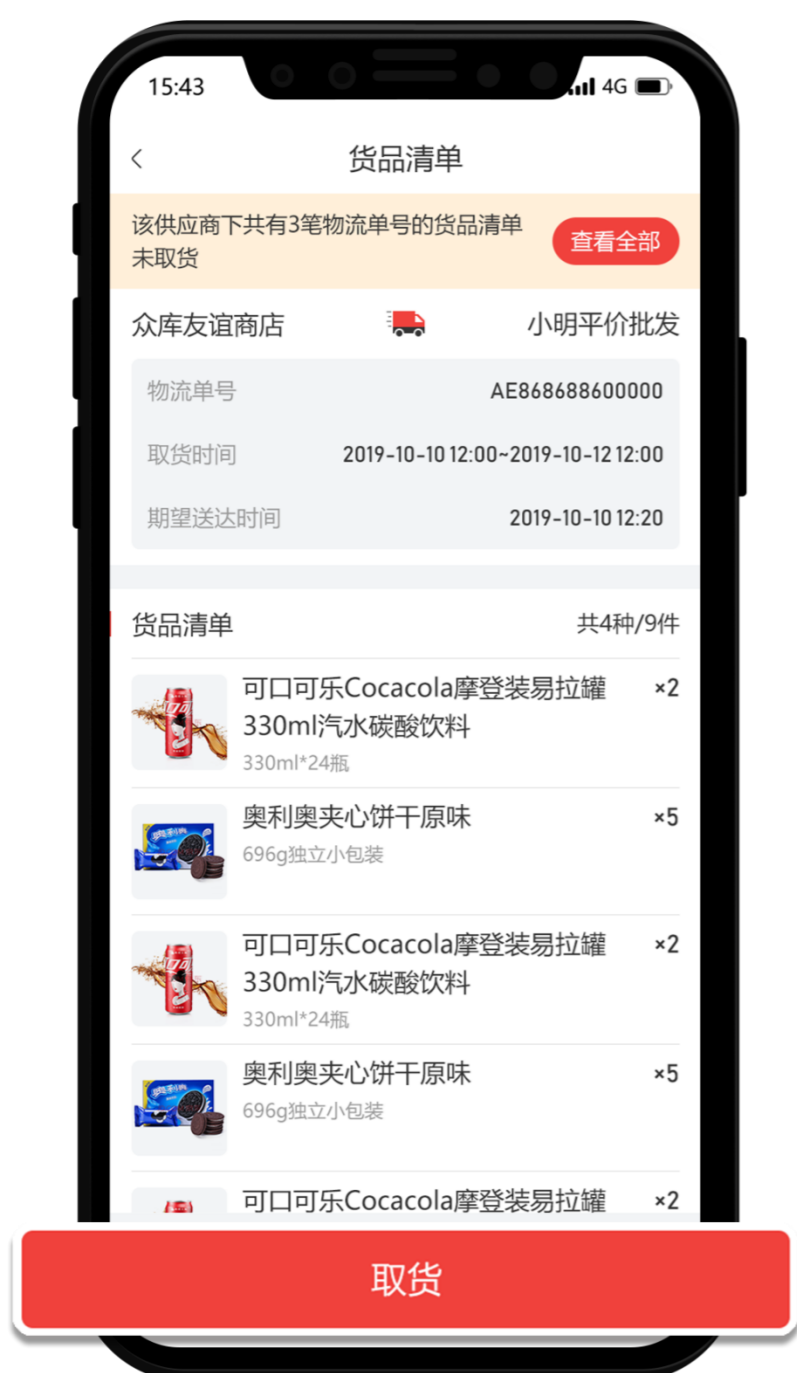 15:43
4G
货品清单
该供应商下共有3笔物流单号的货品清单
未取货
查看全部
众库友谊商店
小明平价批发
物流单号
AE868688600000
取货时间
2019-10-10 12:00~2019-10-12 12:00
期望送达时间
2019-10-10 12:20
货品清单
共4种/9件
可口可乐Cocacola摩登装易拉罐
×2
330ml汽水碳酸饮料
330ml*24瓶
奥利奥夹心饼干原味
×5
696g独立小包装
可口可乐Cocacola摩登装易拉罐
×2
330ml汽水碳酸饮料
330ml*24瓶
奥利奥夹心饼干原味
×5
696g独立小包装
可口可乐Cocacola摩登装易拉罐
×2
取货